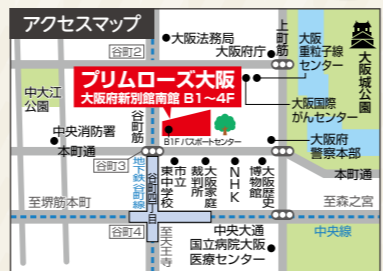 アクセスマップ
谷町2
大阪法務局
大阪府庁
上町筋
大阪
重粒子線
センター
大阪城公園
プリムローズ大阪
大阪府新別館南館 B1〜4F
大阪国際
がんセンター
中大江
公園
谷町筋
中央消防署
B1F パスポートセンター
大阪府
警察本部
本町通
本町通
谷町3
地下鉄谷町線
谷町四丁目
市立
東中学校
大阪家庭
裁判所
NHK
大阪歴史
博物館
至堺筋本町
至森之宮
谷町4
至天王寺
中央大通
国立病院大阪
医療センター
中央線